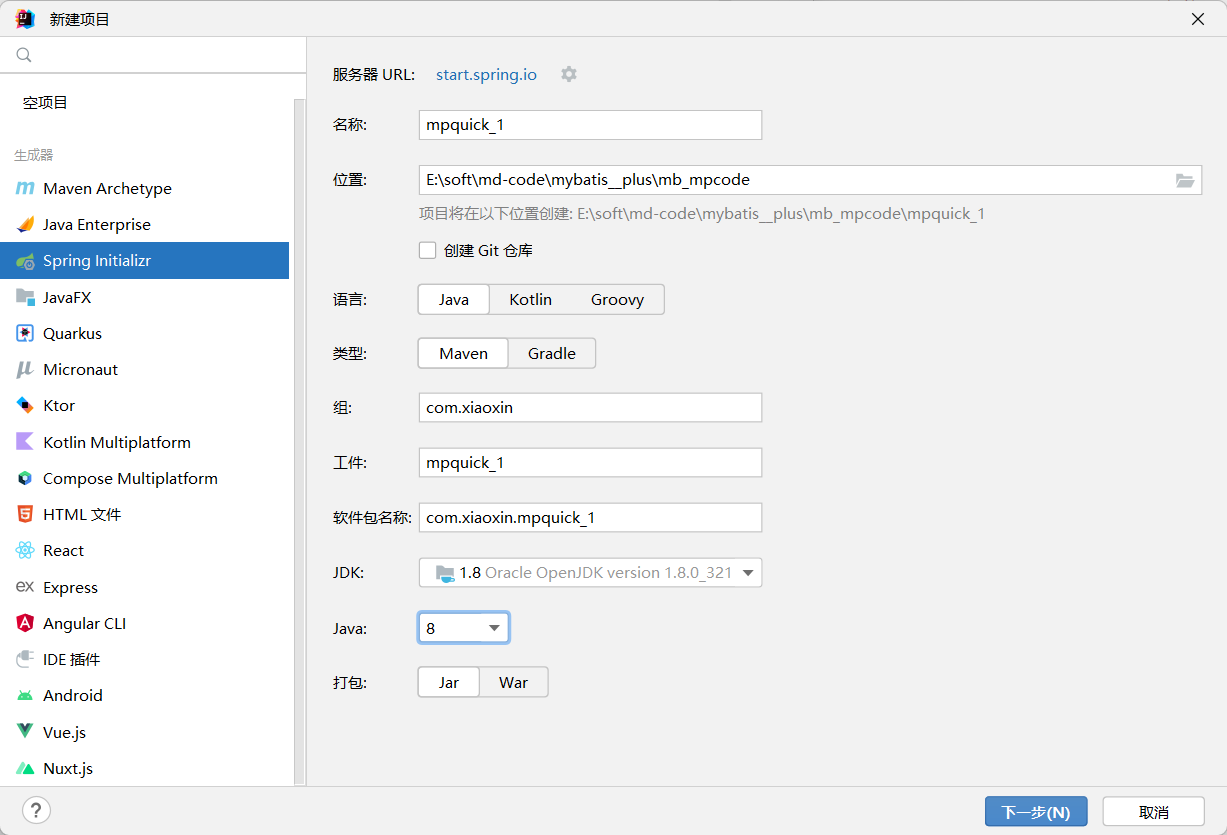 新建项目
空项目
生成器
Maven Archetype
Java Enterprise
Spring Initializr
JavaFX
Quarkus
Micronaut
Ktor
Kotlin Multiplatform
Compose Multiplatform
HTML 文件
React
Express
Angular CLI
IDE 插件
Android
Vue.js
Nuxt.js
服务器 URL: start.spring.io
名称: mpquick_1
位置: E:\soft\md-code\mybatis__plus\mb_mpcode
项目将在以下位置创建: E:\soft\md-code\mybatis__plus\mb_mpcode\mpquick_1
创建 Git 仓库
语言: Java Kotlin Groovy
类型: Maven Gradle
组: com.xiaoxin
工件: mpquick_1
软件包名称: com.xiaoxin.mpquick_1
JDK: 1.8 Oracle OpenJDK version 1.8.0_321
Java: 8
打包: Jar War
? 下一步(N) 取消